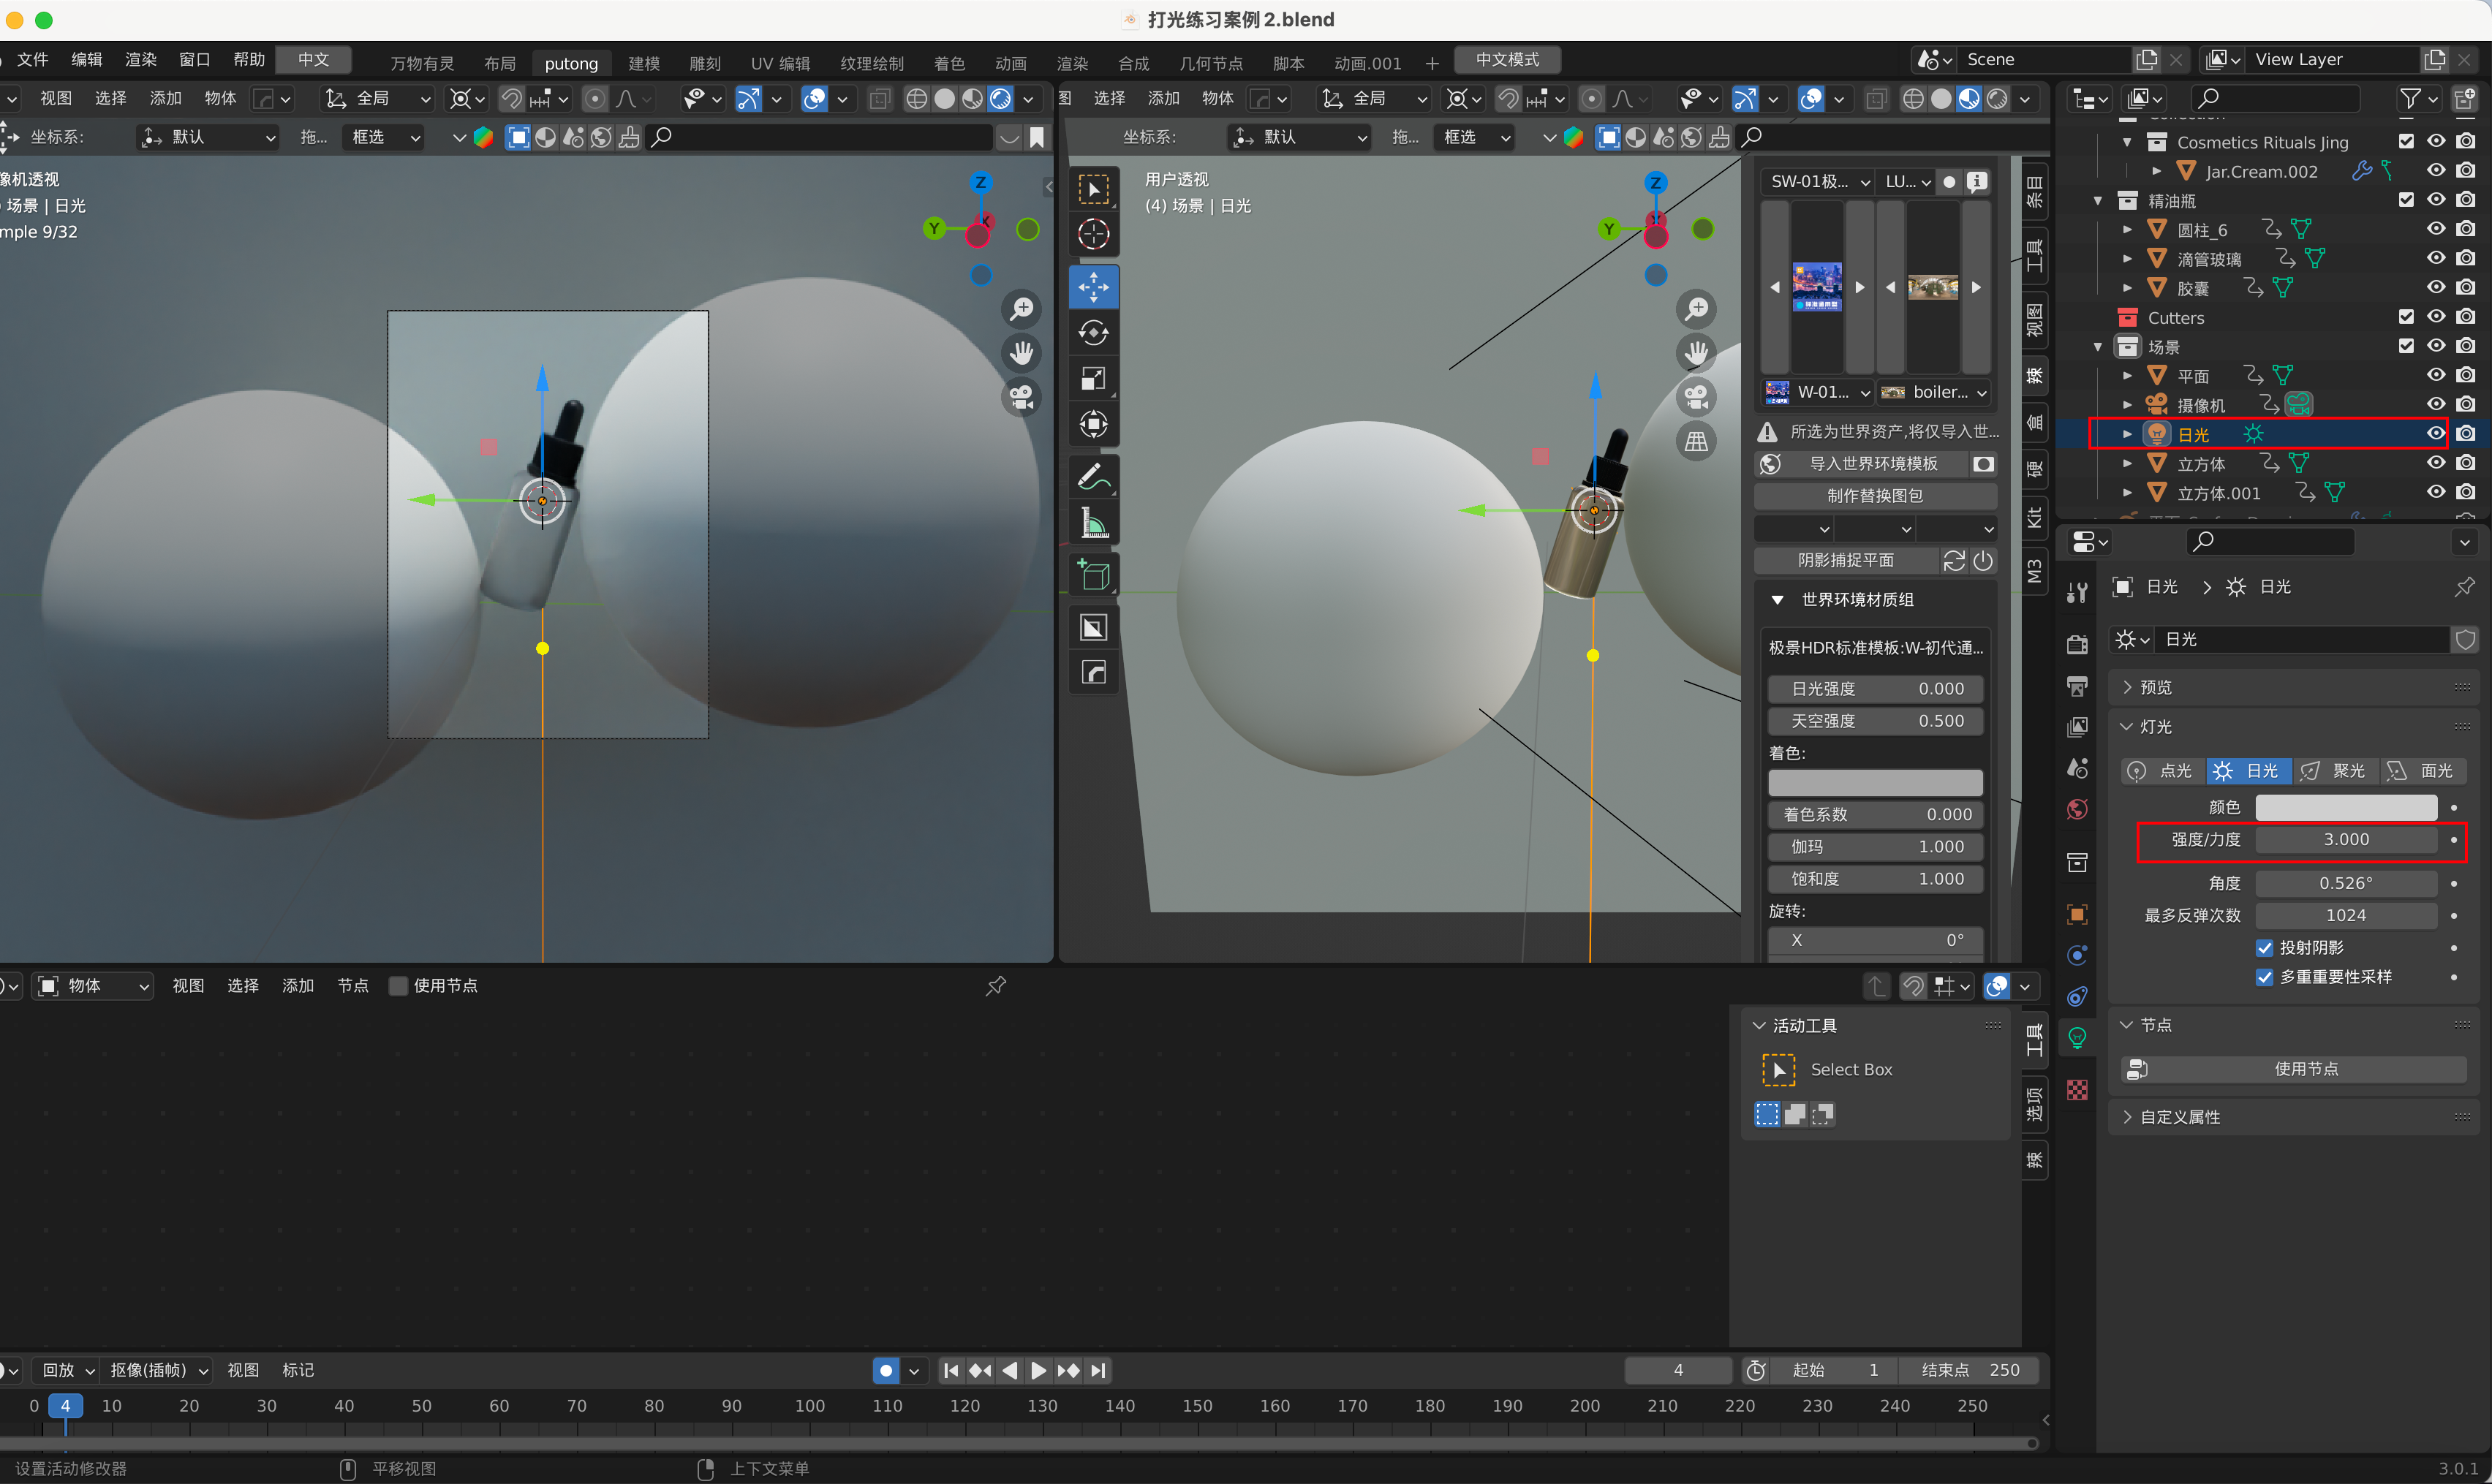 打光练习案例 2.blend
文件 编辑 渲染 窗口 帮助 中文 万物有灵 布局 putong 建模 雕刻 UV 编辑 纹理绘制 着色 动画 渲染 合成 几何节点 脚本 动画.001 + 中文模式 Scene View Layer
视图 选择 添加 物体 全局
图 选择 添加 物体 全局
坐标系: 默认 拖... 框选
坐标系: 默认 拖... 框选
像机透视
场景 | 日光
mple 9/32
Z
Y
X
用户透视
(4) 场景 | 日光
Z
Y
SW-01极... LU...
W-01... boiler...
所选为世界资产,将仅导入世...
导入世界环境模板
制作替换图包
阴影捕捉平面
世界环境材质组
极景HDR标准模板:W-初代通...
日光强度 0.000
天空强度 0.500
着色:
着色系数 0.000
伽玛 1.000
饱和度 1.000
旋转:
X 0°
条目
工具
视图
辣
盒
硬
Kit
M3
Collection
Cosmetics Rituals Jing
Jar.Cream.002
精油瓶
圆柱_6
滴管玻璃
胶囊
Cutters
场景
平面
摄像机
日光
立方体
立方体.001
日光 日光
日光
预览
灯光
点光 日光 聚光 面光
颜色
强度/力度 3.000
角度 0.526°
最多反弹次数 1024
投射阴影
多重重要性采样
节点
使用节点
自定义属性
物体 视图 选择 添加 节点 使用节点
活动工具
Select Box
工具
选项
辣
回放 抠像(插帧) 视图 标记 4 起始 1 结束点 250
0 4 10 20 30 40 50 60 70 80 90 100 110 120 130 140 150 160 170 180 190 200 210 220 230 240 250
设置活动修改器 平移视图 上下文菜单 3.0.1